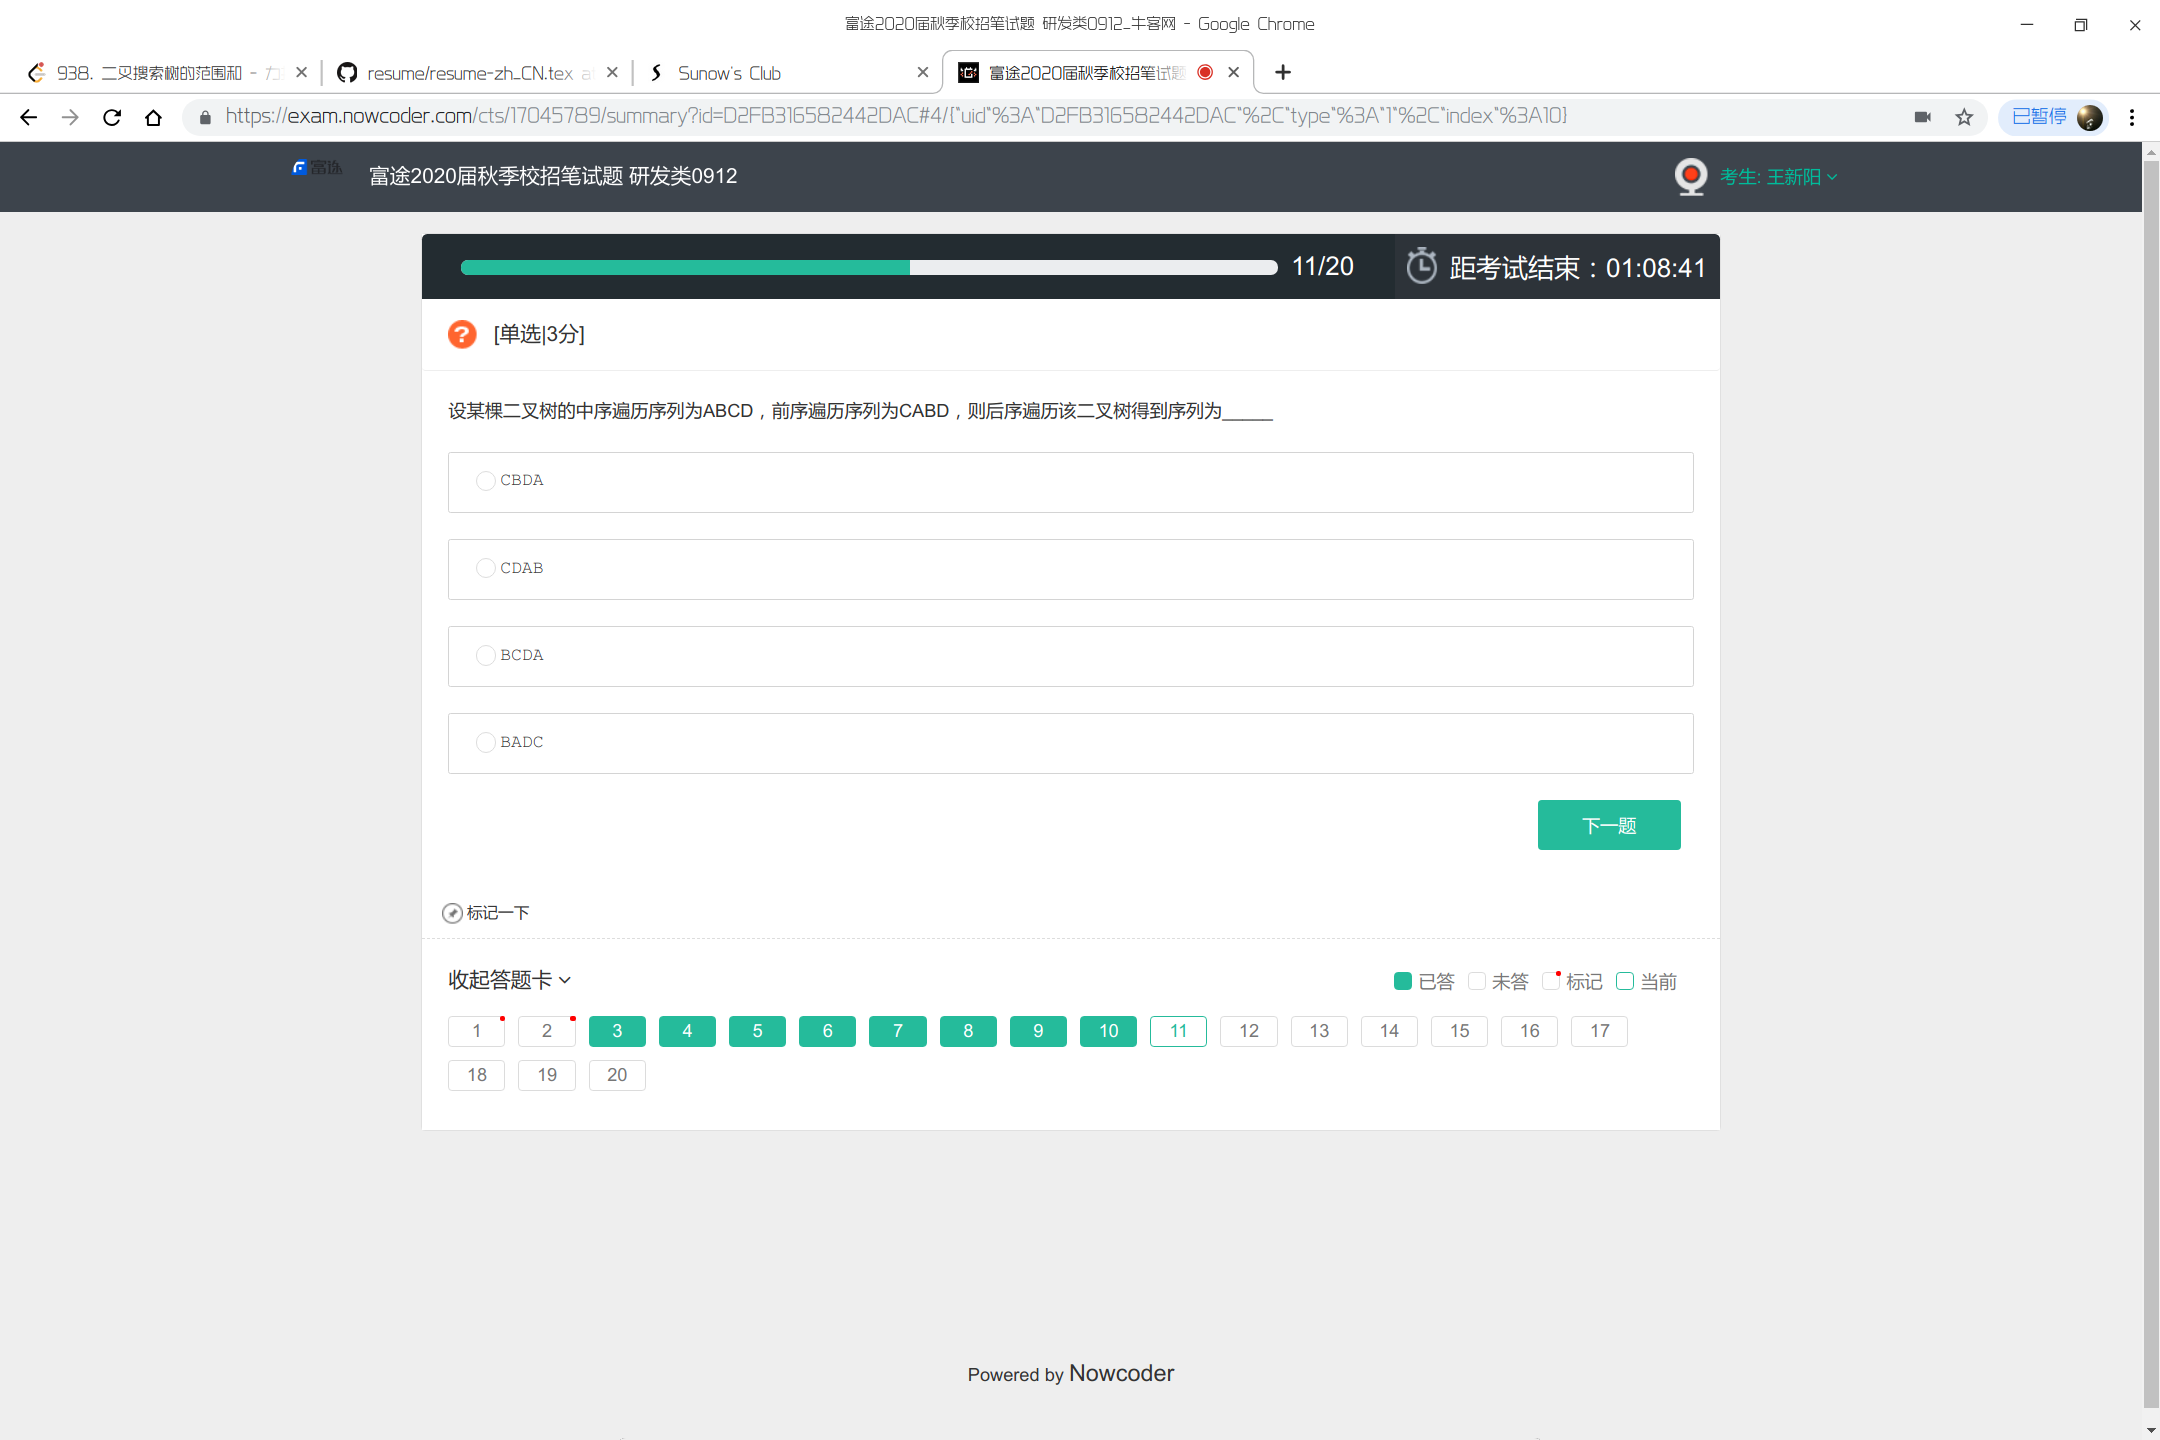 富途2020届秋季校招笔试题 研发类0912_牛客网 - Google Chrome
938. 二叉搜索树的范围和 - 力
resume/resume-zh_CN.tex at
Sunow's Club
富途2020届秋季校招笔试题
https://exam.nowcoder.com/cts/17045789/summary?id=D2FB316582442DAC#4/{"uid"%3A"D2FB316582442DAC"%2C"type"%3A"1"%2C"index"%3A10}
已暂停
富途
富途2020届秋季校招笔试题 研发类0912
考生: 王新阳
11/20
距考试结束：01:08:41
[单选|3分]
设某棵二叉树的中序遍历序列为ABCD，前序遍历序列为CABD，则后序遍历该二叉树得到序列为_____
CBDA
CDAB
BCDA
BADC
下一题
标记一下
收起答题卡
已答 未答 标记 当前
1 2 3 4 5 6 7 8 9 10 11 12 13 14 15 16 17
18 19 20
Powered by Nowcoder